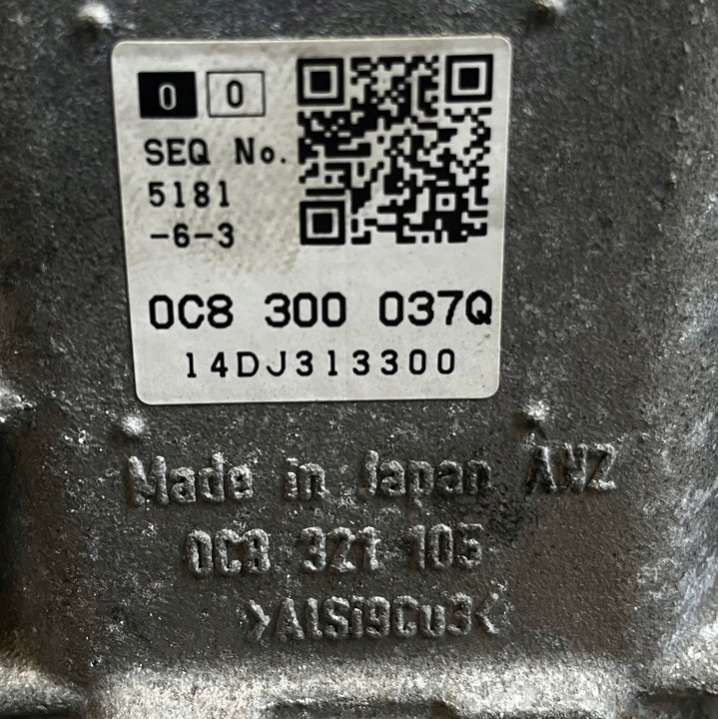 0 0
SEQ No.
5181
-6-3
0C8 300 037Q
14DJ313300
Made in Japan ANZ
0C8 321 105
>AlSi9Cu3<